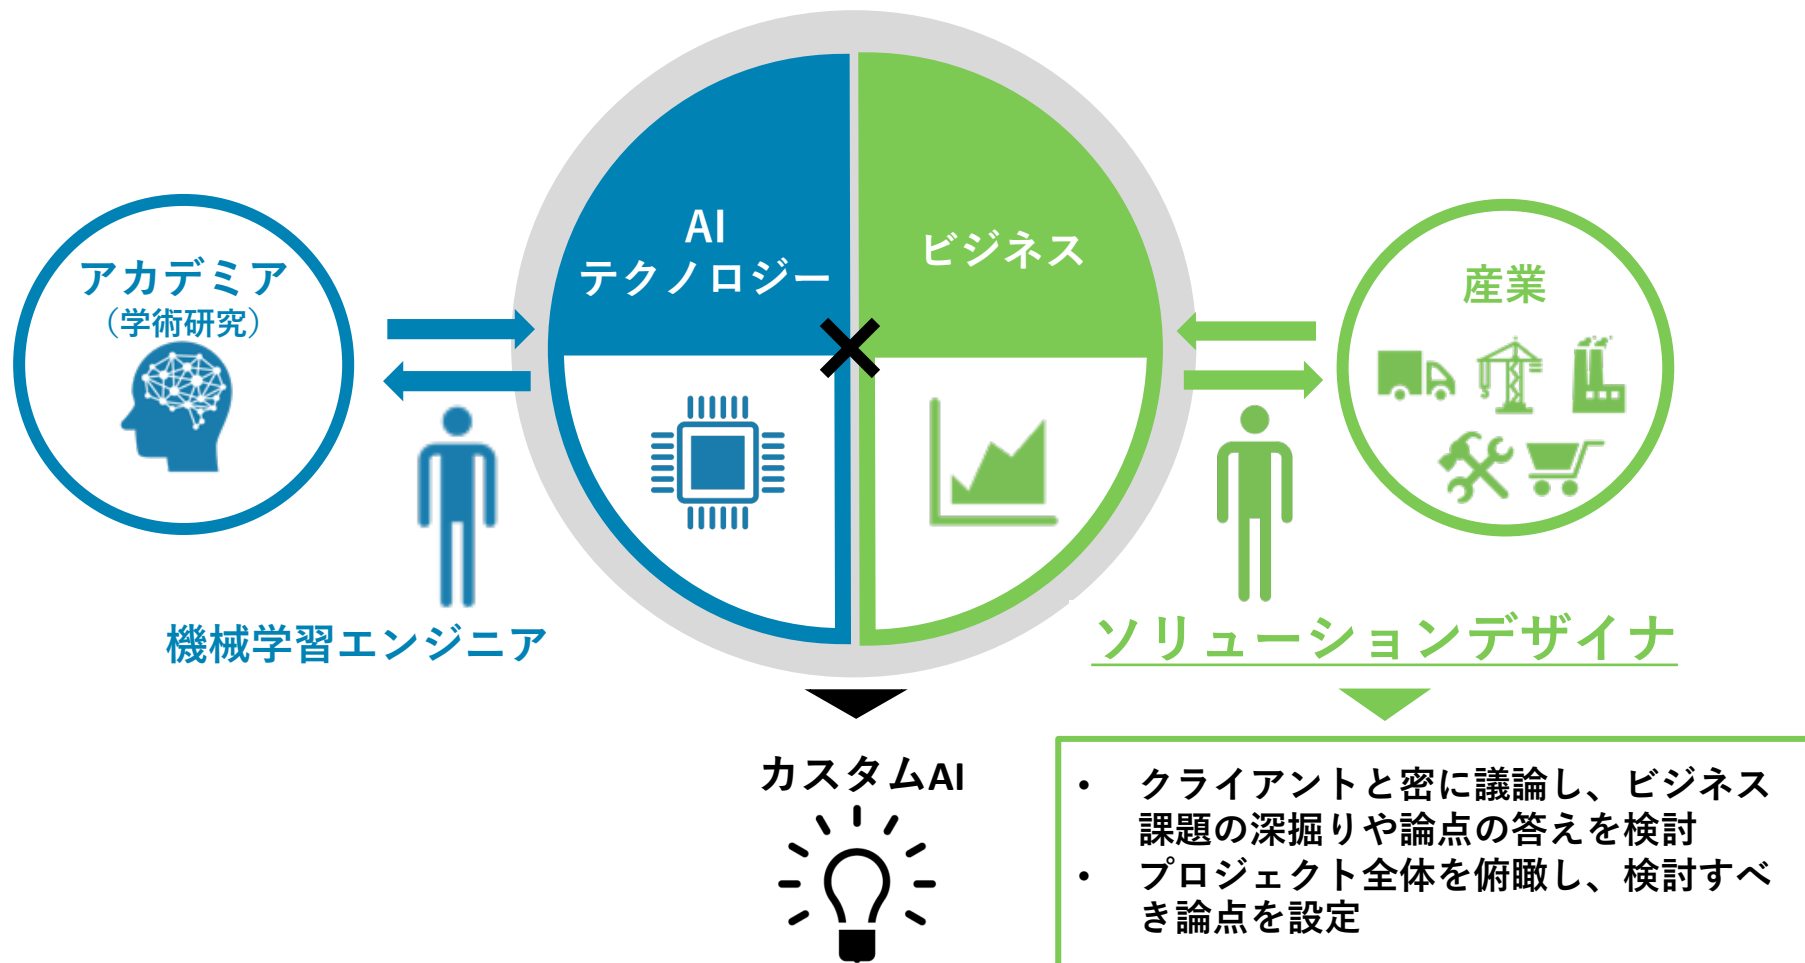 アカデミア
（学術研究）
AI
テクノロジー
ビジネス
産業
機械学習エンジニア
ソリューションデザイナ
カスタムAI
• クライアントと密に議論し、ビジネス
課題の深掘りや論点の答えを検討
• プロジェクト全体を俯瞰し、検討すべ
き論点を設定